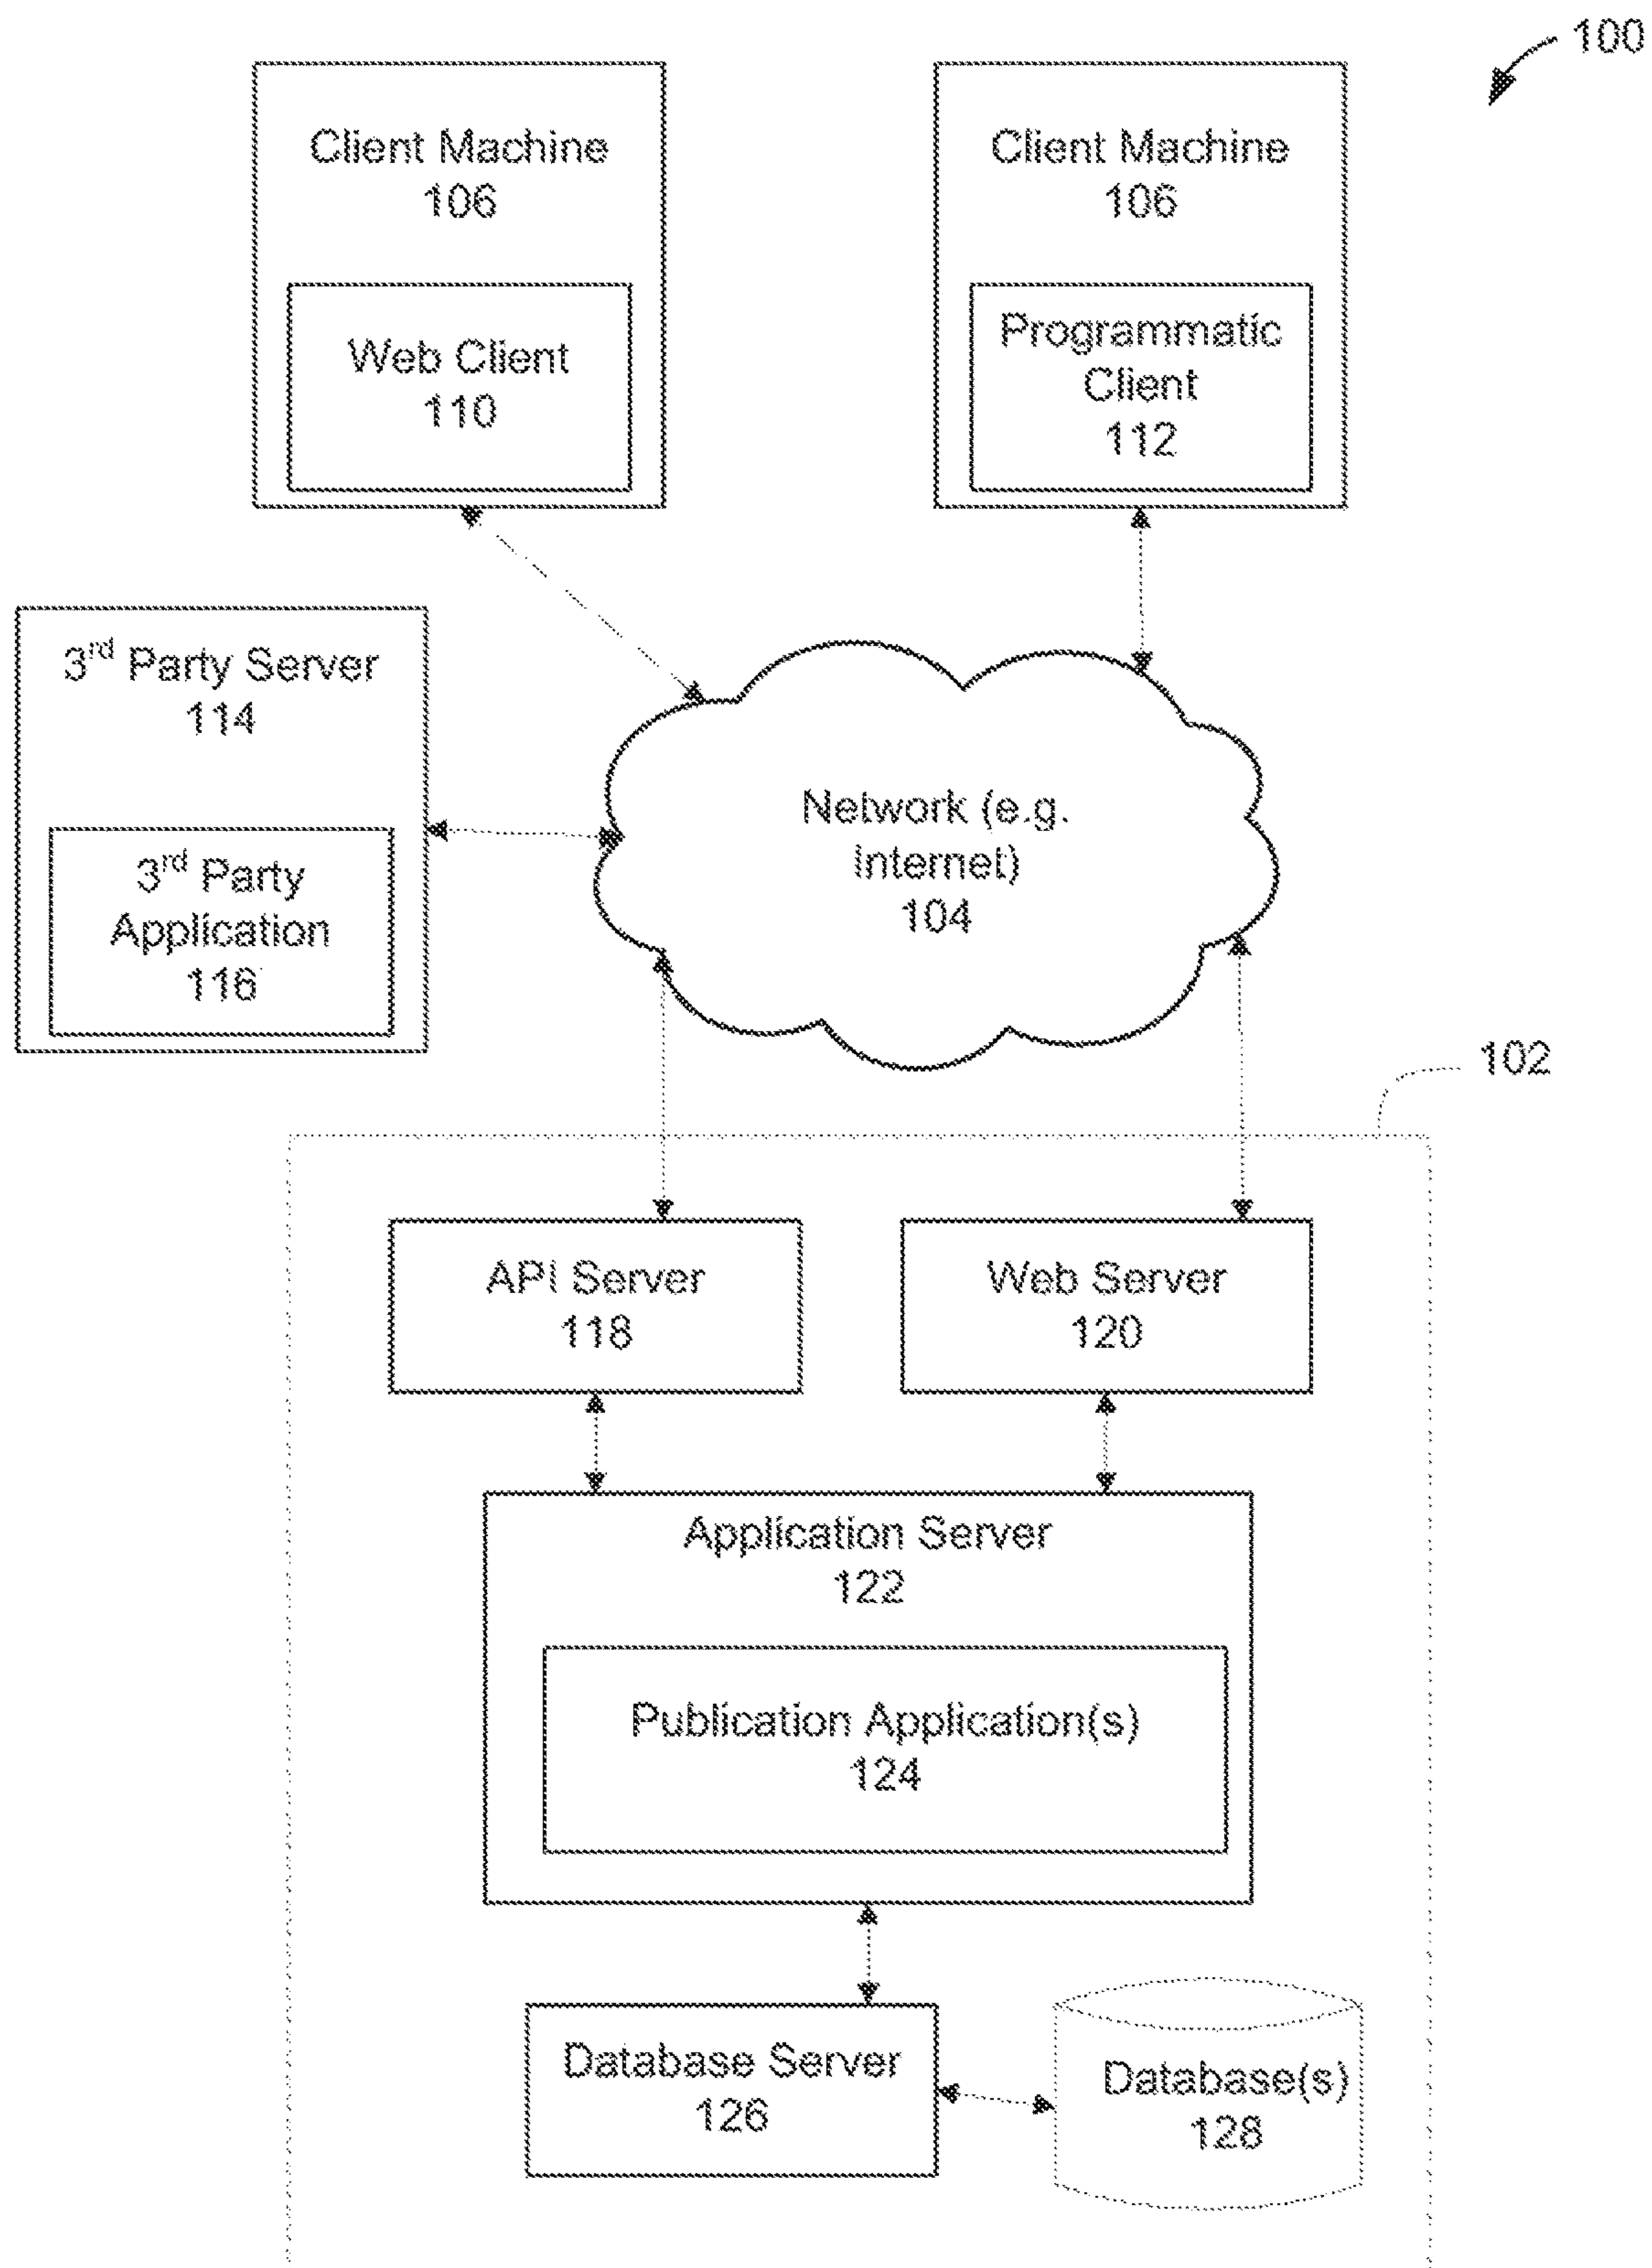 100
Client Machine
106
Web Client
110
Client Machine
106
Programmatic
Client
112
3rd Party Server
114
3rd Party
Application
116
Network (e.g.
Internet)
104
102
API Server
118
Web Server
120
Application Server
122
Publication Application(s)
124
Database Server
126
Database(s)
128